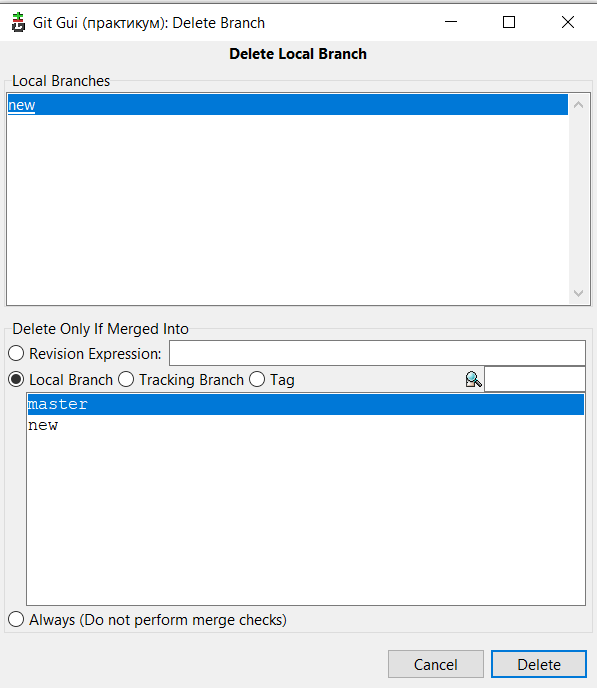 Git Gui (практикум): Delete Branch
Delete Local Branch
Local Branches
new
Delete Only If Merged Into
Revision Expression:
Local Branch Tracking Branch Tag
master
new
Always (Do not perform merge checks)
Cancel Delete